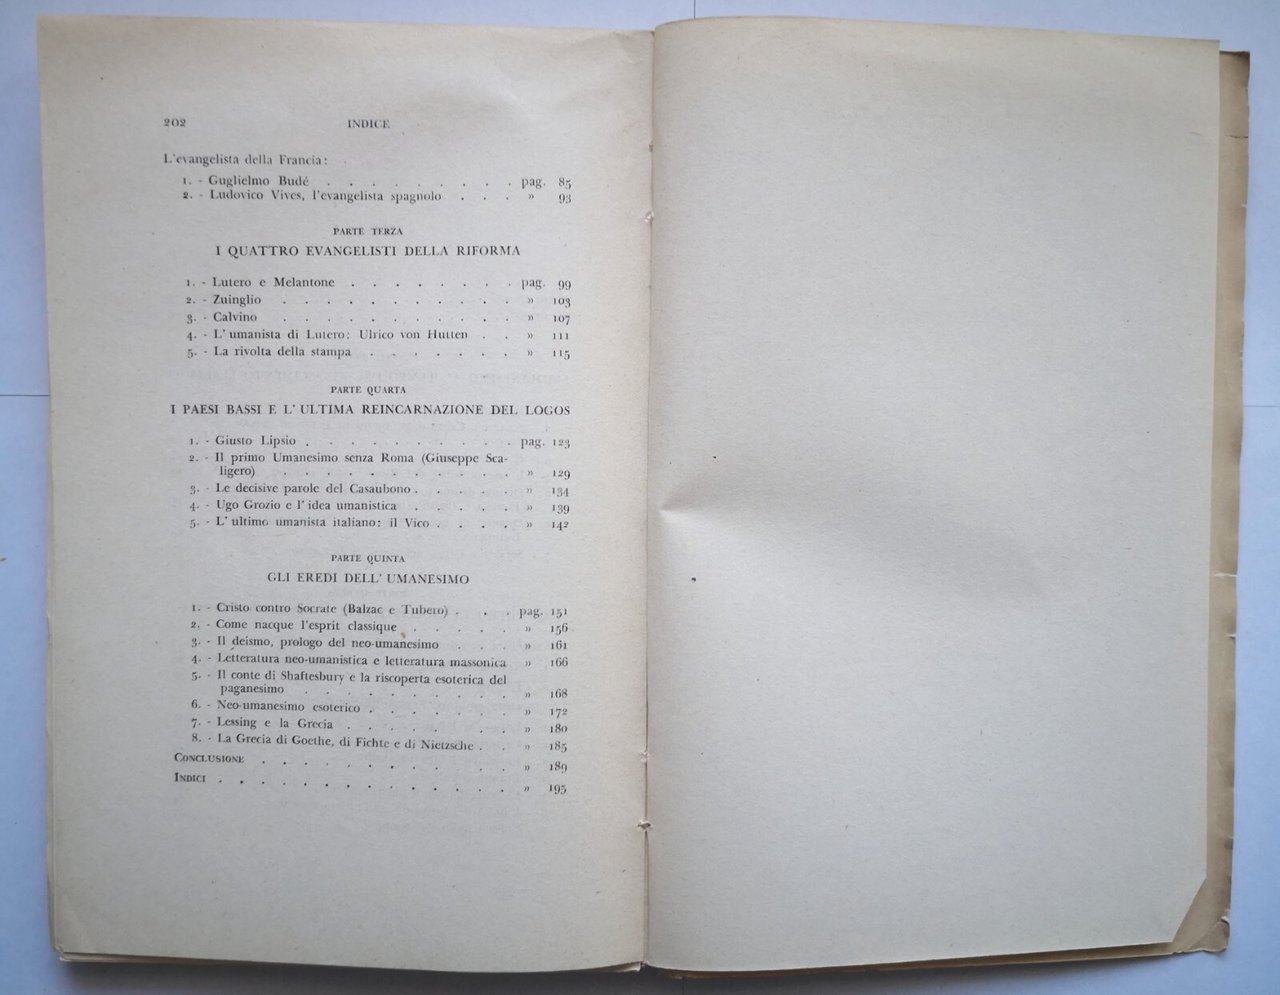 202 INDICE
L'evangelista della Francia:
1. - Guglielmo Budé . . . . . . . . . pag. 85
2. - Ludovico Vives, l'evangelista spagnolo . . . » 93
PARTE TERZA
I QUATTRO EVANGELISTI DELLA RIFORMA
1. - Lutero e Melantone . . . . . . . . pag. 99
2. - Zuinglio . . . . . . . . . . . » 103
3. - Calvino . . . . . . . . . . . » 107
4. - L'umanista di Lutero: Ulrico von Hutten . . » 111
5. - La rivolta della stampa . . . . . . . » 115
PARTE QUARTA
I PAESI BASSI E L'ULTIMA REINCARNAZIONE DEL LOGOS
1. - Giusto Lipsio . . . . . . . . . . pag. 123
2. - Il primo Umanesimo senza Roma (Giuseppe Sca-
ligero) . . . . . . . . . . . » 129
3. - Le decisive parole del Casaubono . . . . . » 134
4. - Ugo Grozio e l'idea umanistica . . . . . » 139
5. - L'ultimo umanista italiano: il Vico . . . . » 142
PARTE QUINTA
GLI EREDI DELL'UMANESIMO
1. - Cristo contro Socrate (Balzac e Tubero) . . . pag. 151
2. - Come nacque l'esprit classique . . . . . » 156
3. - Il deismo, prologo del neo-umanesimo . . . » 161
4. - Letteratura neo-umanistica e letteratura massonica » 166
5. - Il conte di Shaftesbury e la riscoperta esoterica del
paganesimo . . . . . . . . . . » 168
6. - Neo-umanesimo esoterico . . . . . . . » 172
7. - Lessing e la Grecia . . . . . . . » 180
8. - La Grecia di Goethe, di Fichte e di Nietzsche . . » 185
CONCLUSIONE . . . . . . . . . . » 189
INDICI . . . . . . . . . . . . . . » 195